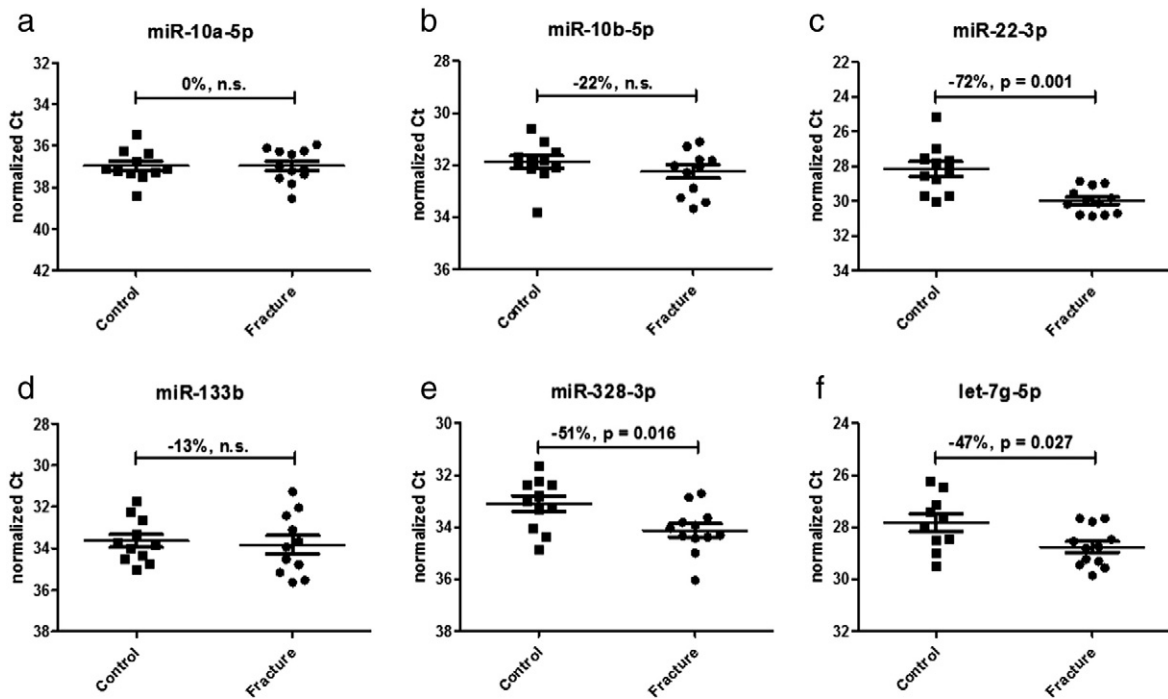 a
miR-10a-5p
normalized Ct
32
34
36
38
40
42
0%, n.s.
Control
Fracture
b
miR-10b-5p
normalized Ct
28
30
32
34
36
-22%, n.s.
Control
Fracture
c
miR-22-3p
normalized Ct
22
24
26
28
30
32
34
-72%, p = 0.001
Control
Fracture
d
miR-133b
normalized Ct
28
30
32
34
36
38
-13%, n.s.
Control
Fracture
e
miR-328-3p
normalized Ct
30
32
34
36
38
-51%, p = 0.016
Control
Fracture
f
let-7g-5p
normalized Ct
24
26
28
30
32
-47%, p = 0.027
Control
Fracture